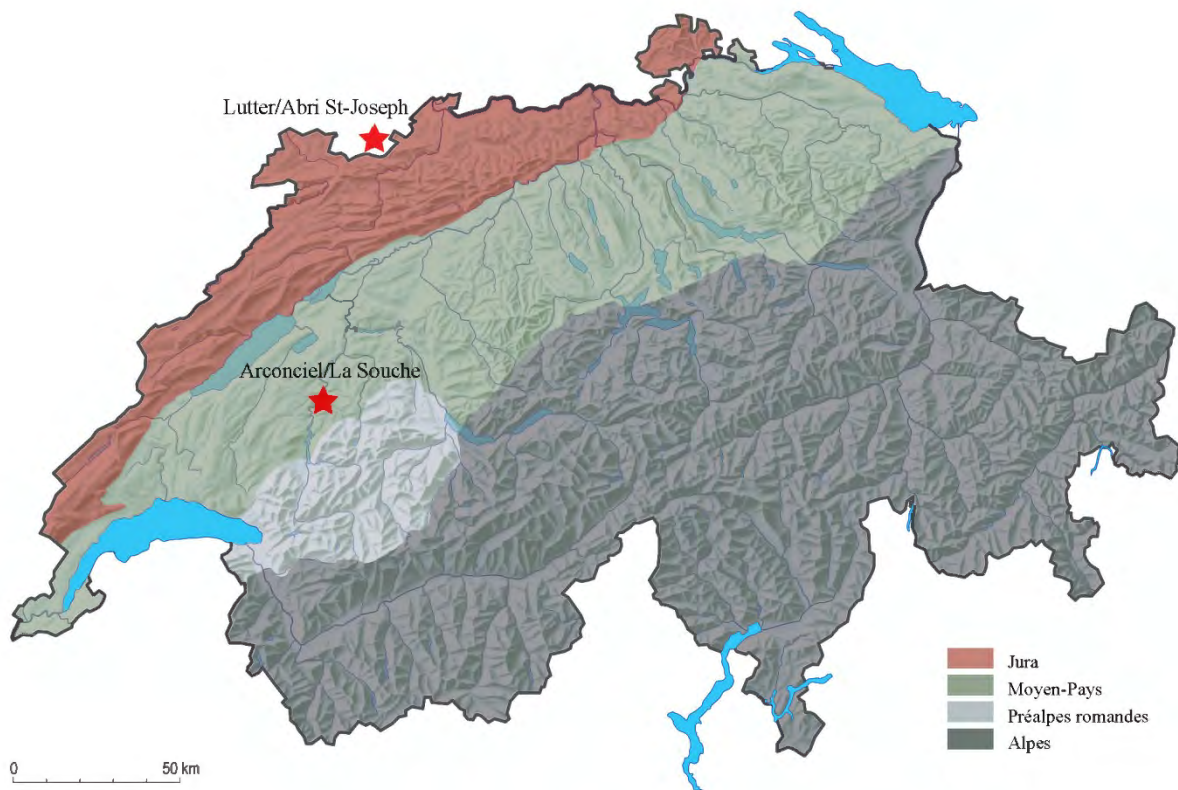 Lutter/Abri St-Joseph
Arconciel/La Souche
Jura
Moyen-Pays
Préalpes romandes
Alpes
0 50 km